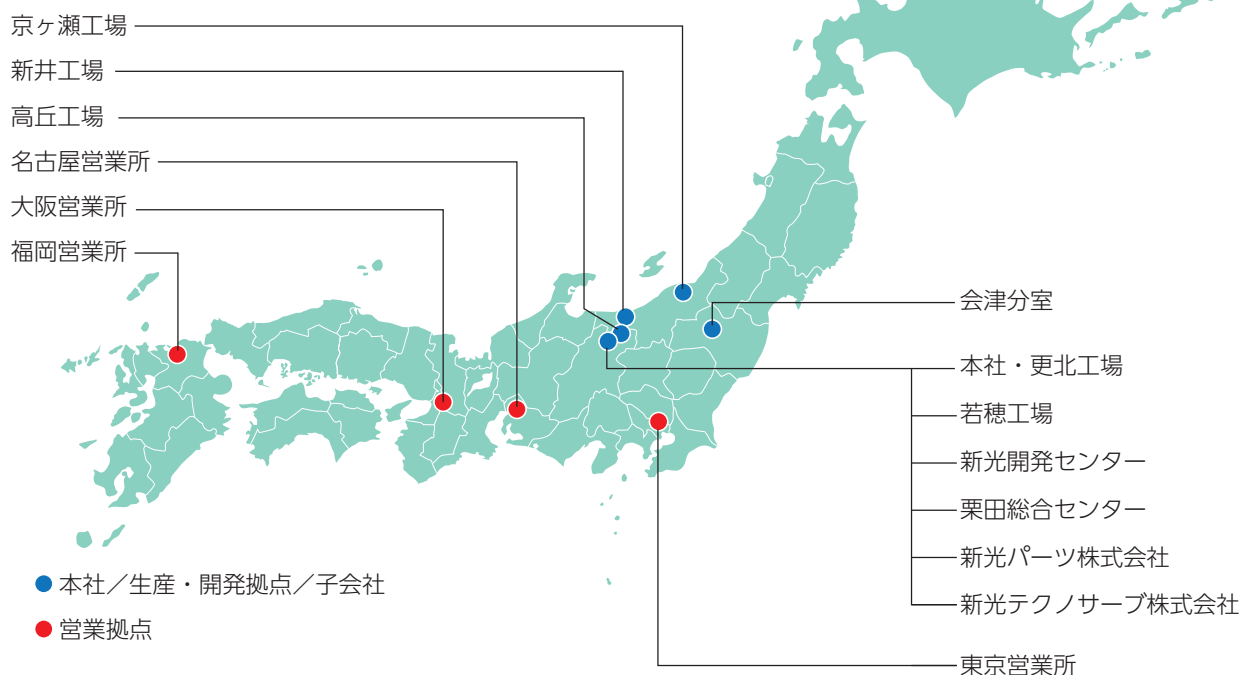 京ヶ瀬工場
新井工場
高丘工場
名古屋営業所
大阪営業所
福岡営業所
会津分室
本社・更北工場
若穂工場
新光開発センター
栗田総合センター
新光パーツ株式会社
新光テクノサーブ株式会社
東京営業所
本社／生産・開発拠点／子会社
営業拠点